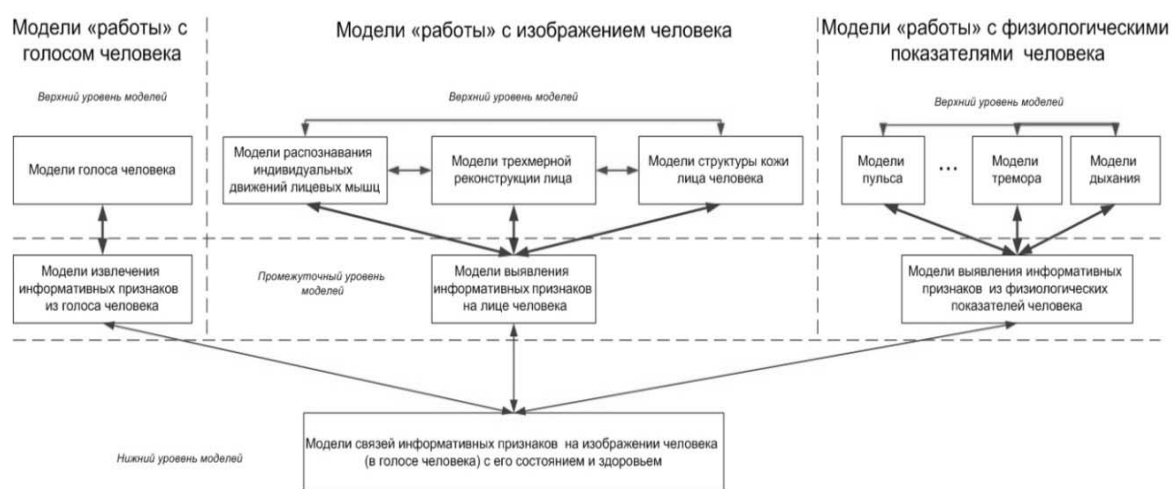 Модели «работы» с
голосом человека
Модели «работы» с изображением человека
Модели «работы» с физиологическими
показателями человека
Верхний уровень моделей
Верхний уровень моделей
Верхний уровень моделей
Модели голоса человека
Модели распознавания
индивидуальных
движений лицевых мышц
Модели трехмерной
реконструкции лица
Модели структуры кожи
лица человека
Модели
пульса
...
Модели
тремора
Модели
дыхания
Модели извлечения
информативных признаков
из голоса человека
Промежуточный уровень
моделей
Модели выявления
информативных признаков
на лице человека
Модели выявления информативных
признаков из физиологических
показателей человека
Модели связей информативных признаков на изображении человека
(в голосе человека) с его состоянием и здоровьем
Нижний уровень моделей